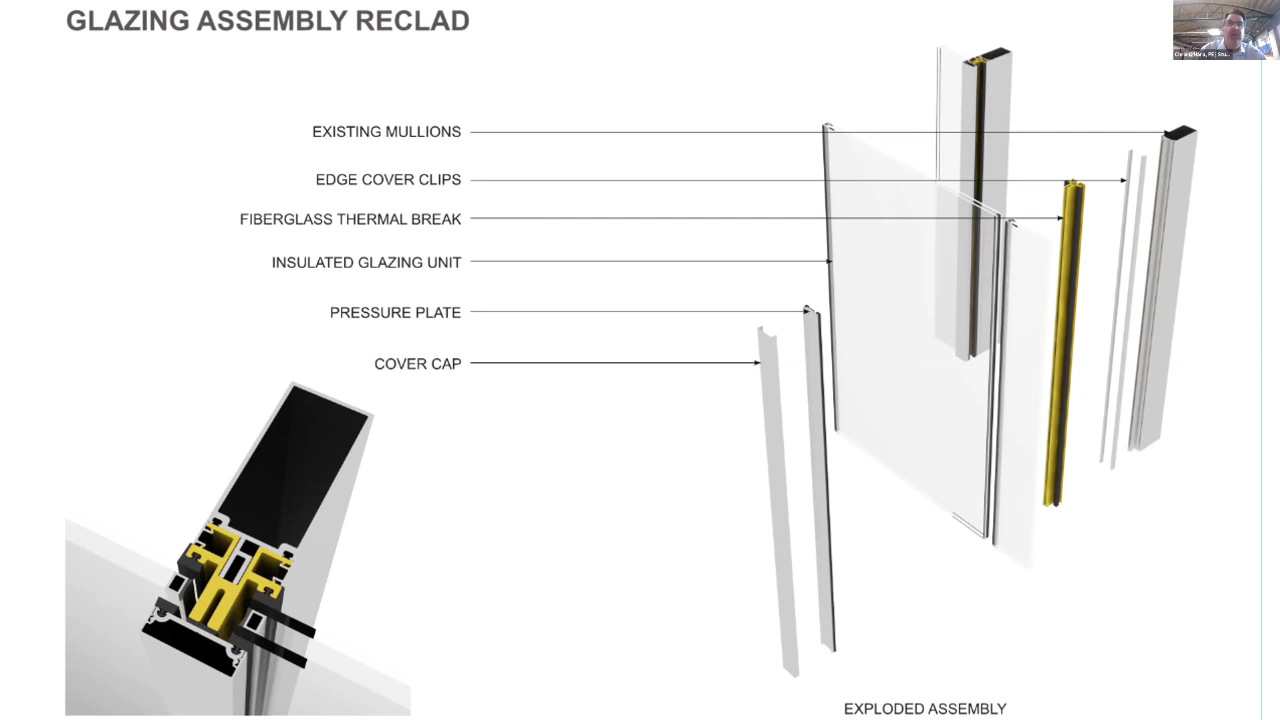 GLAZING ASSEMBLY RECLAD
EXISTING MULLIONS
EDGE COVER CLIPS
FIBERGLASS THERMAL BREAK
INSULATED GLAZING UNIT
PRESSURE PLATE
COVER CAP
EXPLODED ASSEMBLY